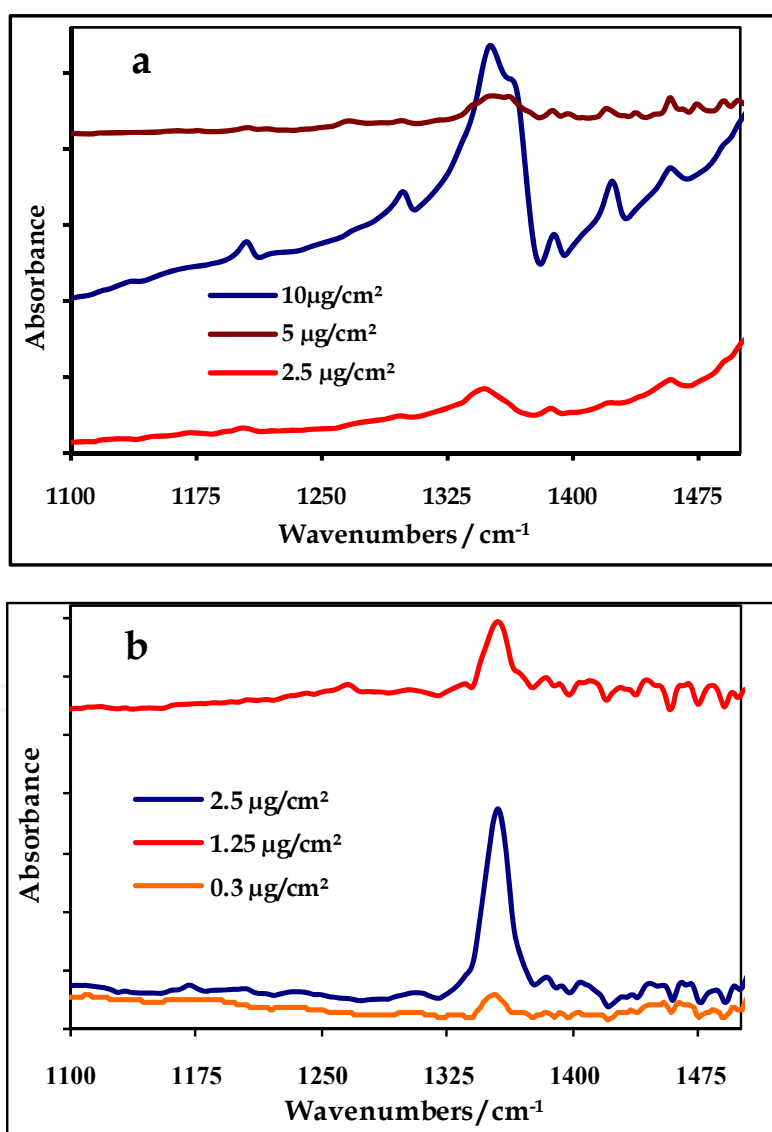 a
Absorbance
10µg/cm²
5 µg/cm²
2.5 µg/cm²
1100 1175 1250 1325 1400 1475
Wavenumbers / cm-1
b
Absorbance
2.5 µg/cm²
1.25 µg/cm²
0.3 µg/cm²
1100 1175 1250 1325 1400 1475
Wavenumbers / cm-1